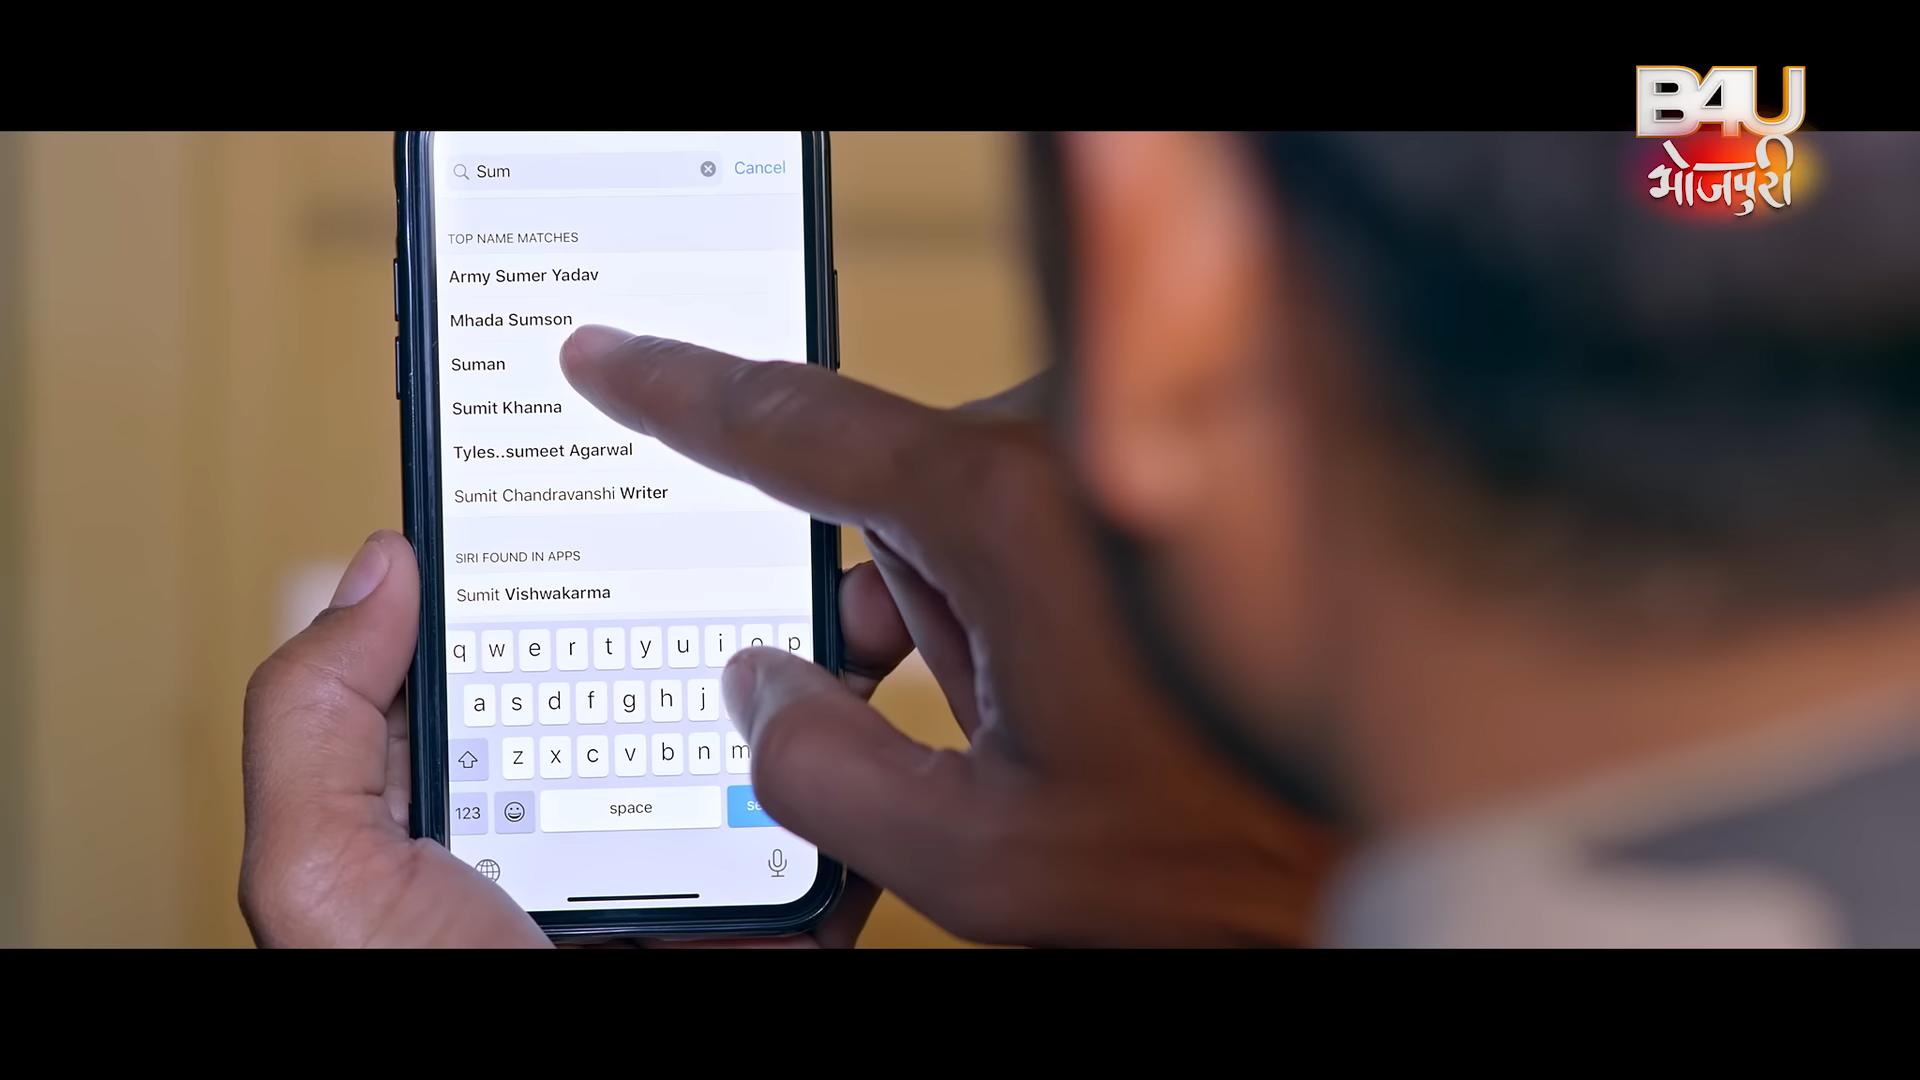 B4U
भोजपुरी
Sum
Cancel
TOP NAME MATCHES
Army Sumer Yadav
Mhada Sumson
Suman
Sumit Khanna
Tyles..sumeet Agarwal
Sumit Chandravanshi Writer
SIRI FOUND IN APPS
Sumit Vishwakarma
q w e r t y u i o p
a s d f g h j
z x c v b n m
123 space